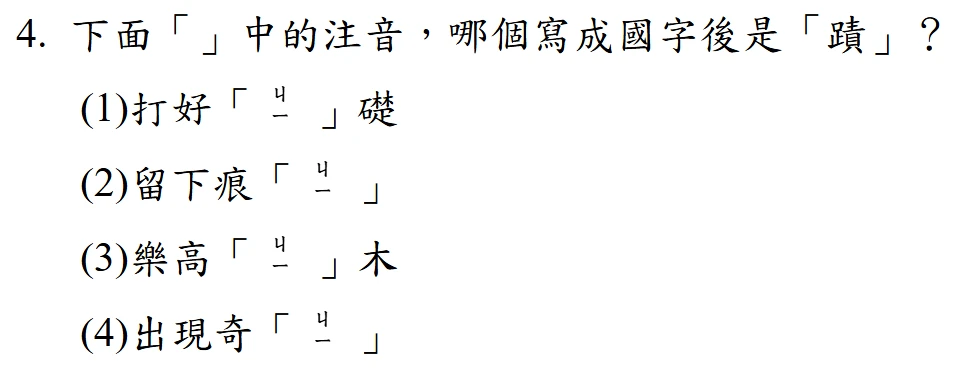 4. 下面「」中的注音，哪個寫成國字後是「蹟」？
(1)打好「ㄐㄧ」礎
(2)留下痕「ㄐㄧ」
(3)樂高「ㄐㄧ」木
(4)出現奇「ㄐㄧ」